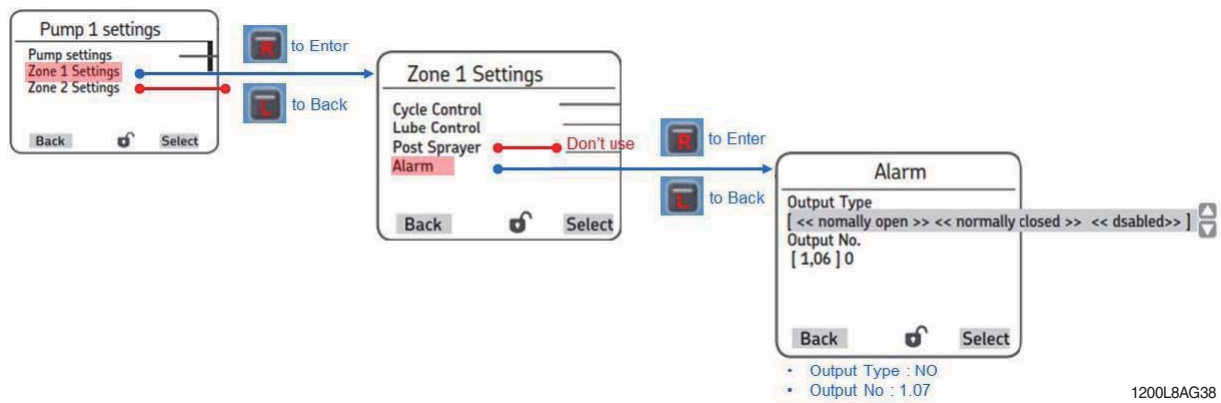 Pump 1 settings
Pump settings
Zone 1 Settings
Zone 2 Settings
Back
Select
R to Enter
L to Back
Zone 1 Settings
Cycle Control
Lube Control
Post Sprayer
Don't use
Alarm
Back
Select
R to Enter
L to Back
Alarm
Output Type
[ << nomally open >> << normally closed >> << dsabled>> ]
Output No.
[ 1,06 ] 0
Back
Select
• Output Type : NO
• Output No : 1.07
1200L8AG38